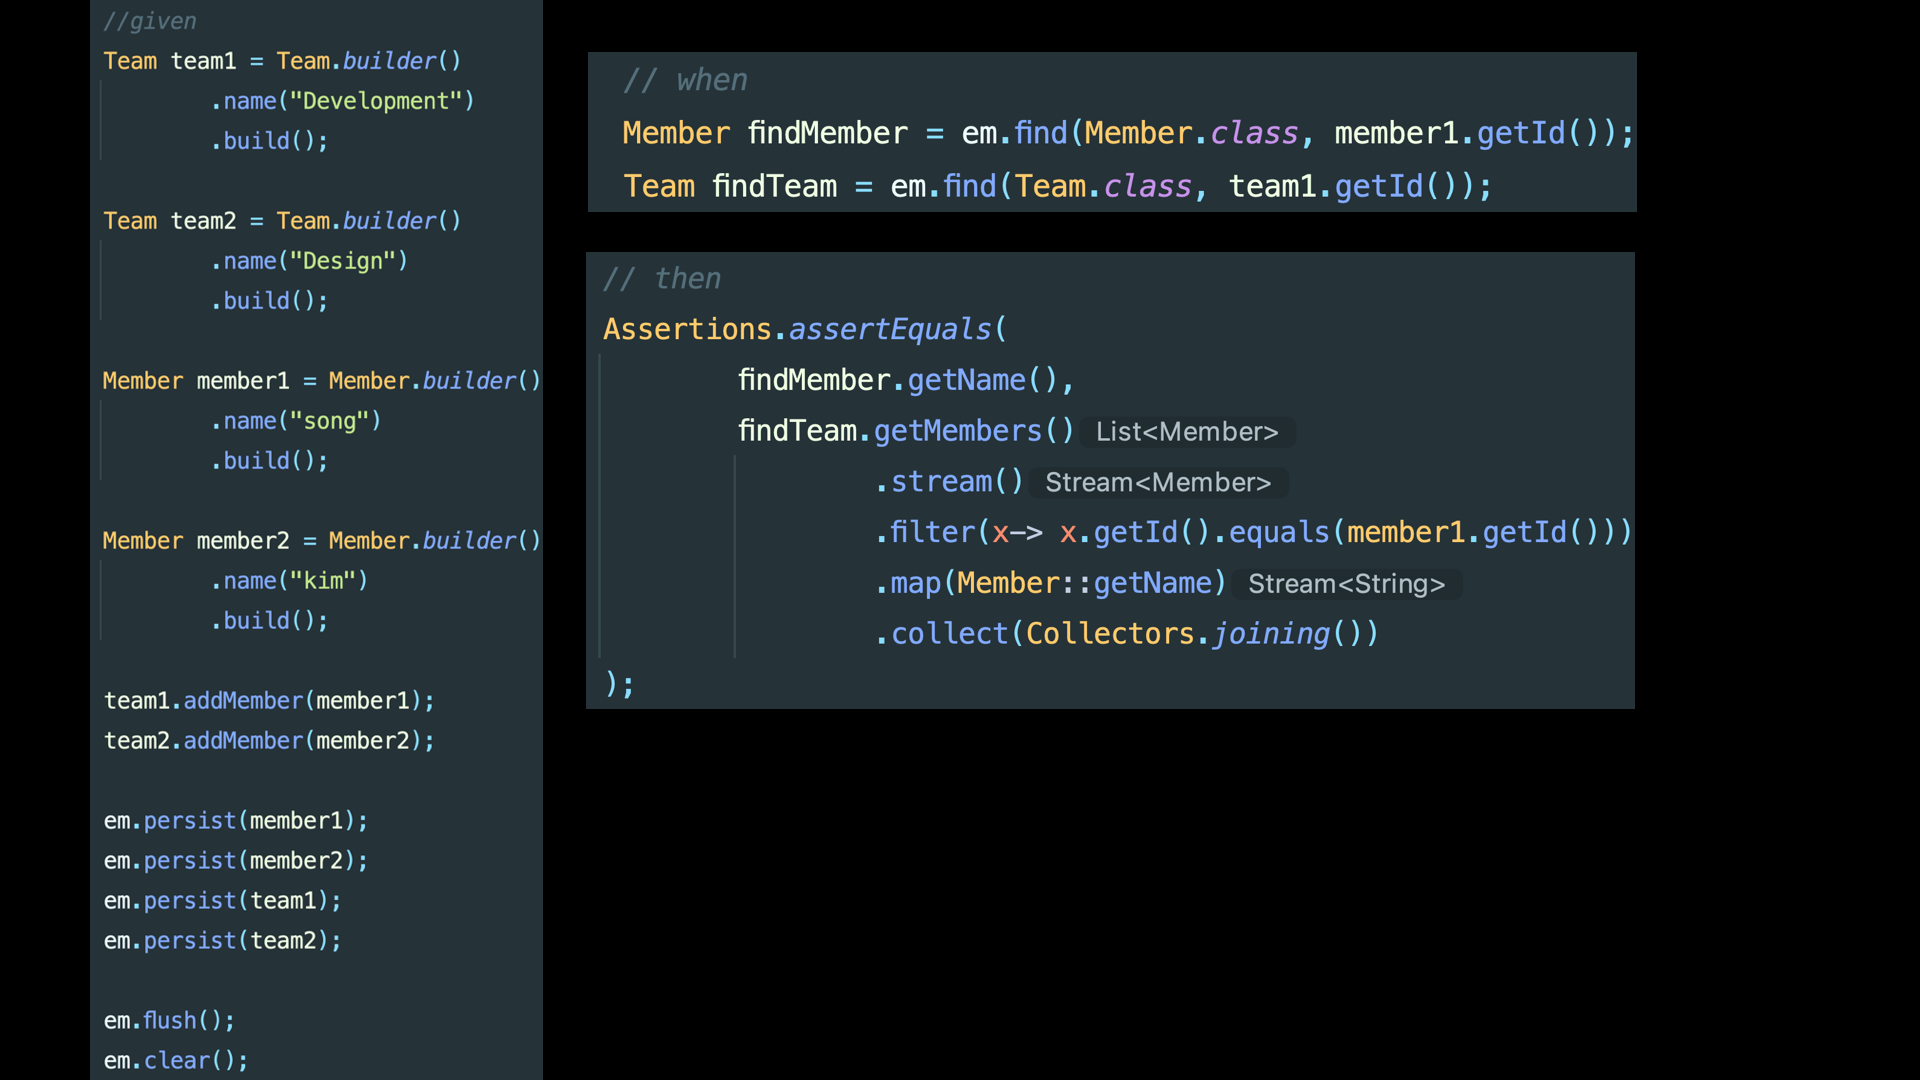 //given
Team team1 = Team.builder()
.name("Development")
.build();
Team team2 = Team.builder()
.name("Design")
.build();
Member member1 = Member.builder()
.name("song")
.build();
Member member2 = Member.builder()
.name("kim")
.build();
team1.addMember(member1);
team2.addMember(member2);
em.persist(member1);
em.persist(member2);
em.persist(team1);
em.persist(team2);
em.flush();
em.clear();
// when
Member findMember = em.find(Member.class, member1.getId());
Team findTeam = em.find(Team.class, team1.getId());
// then
Assertions.assertEquals(
findMember.getName(),
findTeam.getMembers() List<Member>
.stream() Stream<Member>
.filter(x-> x.getId().equals(member1.getId()))
.map(Member::getName) Stream<String>
.collect(Collectors.joining())
);